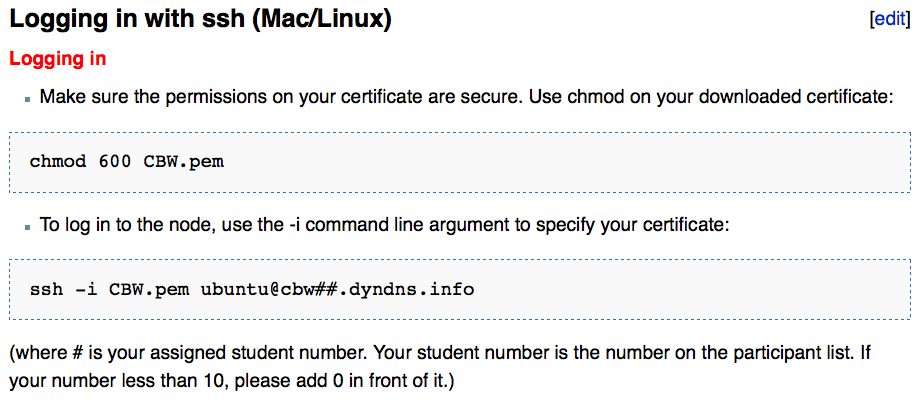 Logging in with ssh (Mac/Linux) [edit]
Logging in
Make sure the permissions on your certificate are secure. Use chmod on your downloaded certificate:
chmod 600 CBW.pem
To log in to the node, use the -i command line argument to specify your certificate:
ssh -i CBW.pem ubuntu@cbw##.dyndns.info
(where # is your assigned student number. Your student number is the number on the participant list. If
your number less than 10, please add 0 in front of it.)